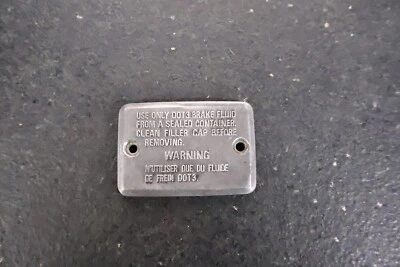 USE ONLY DOT3 BRAKE FLUID
FROM A SEALED CONTAINER.
CLEAN FILLER CAP BEFORE
REMOVING.
WARNING
N'UTILISER QUE DU FLUIDE
DE FREIN DOT3.